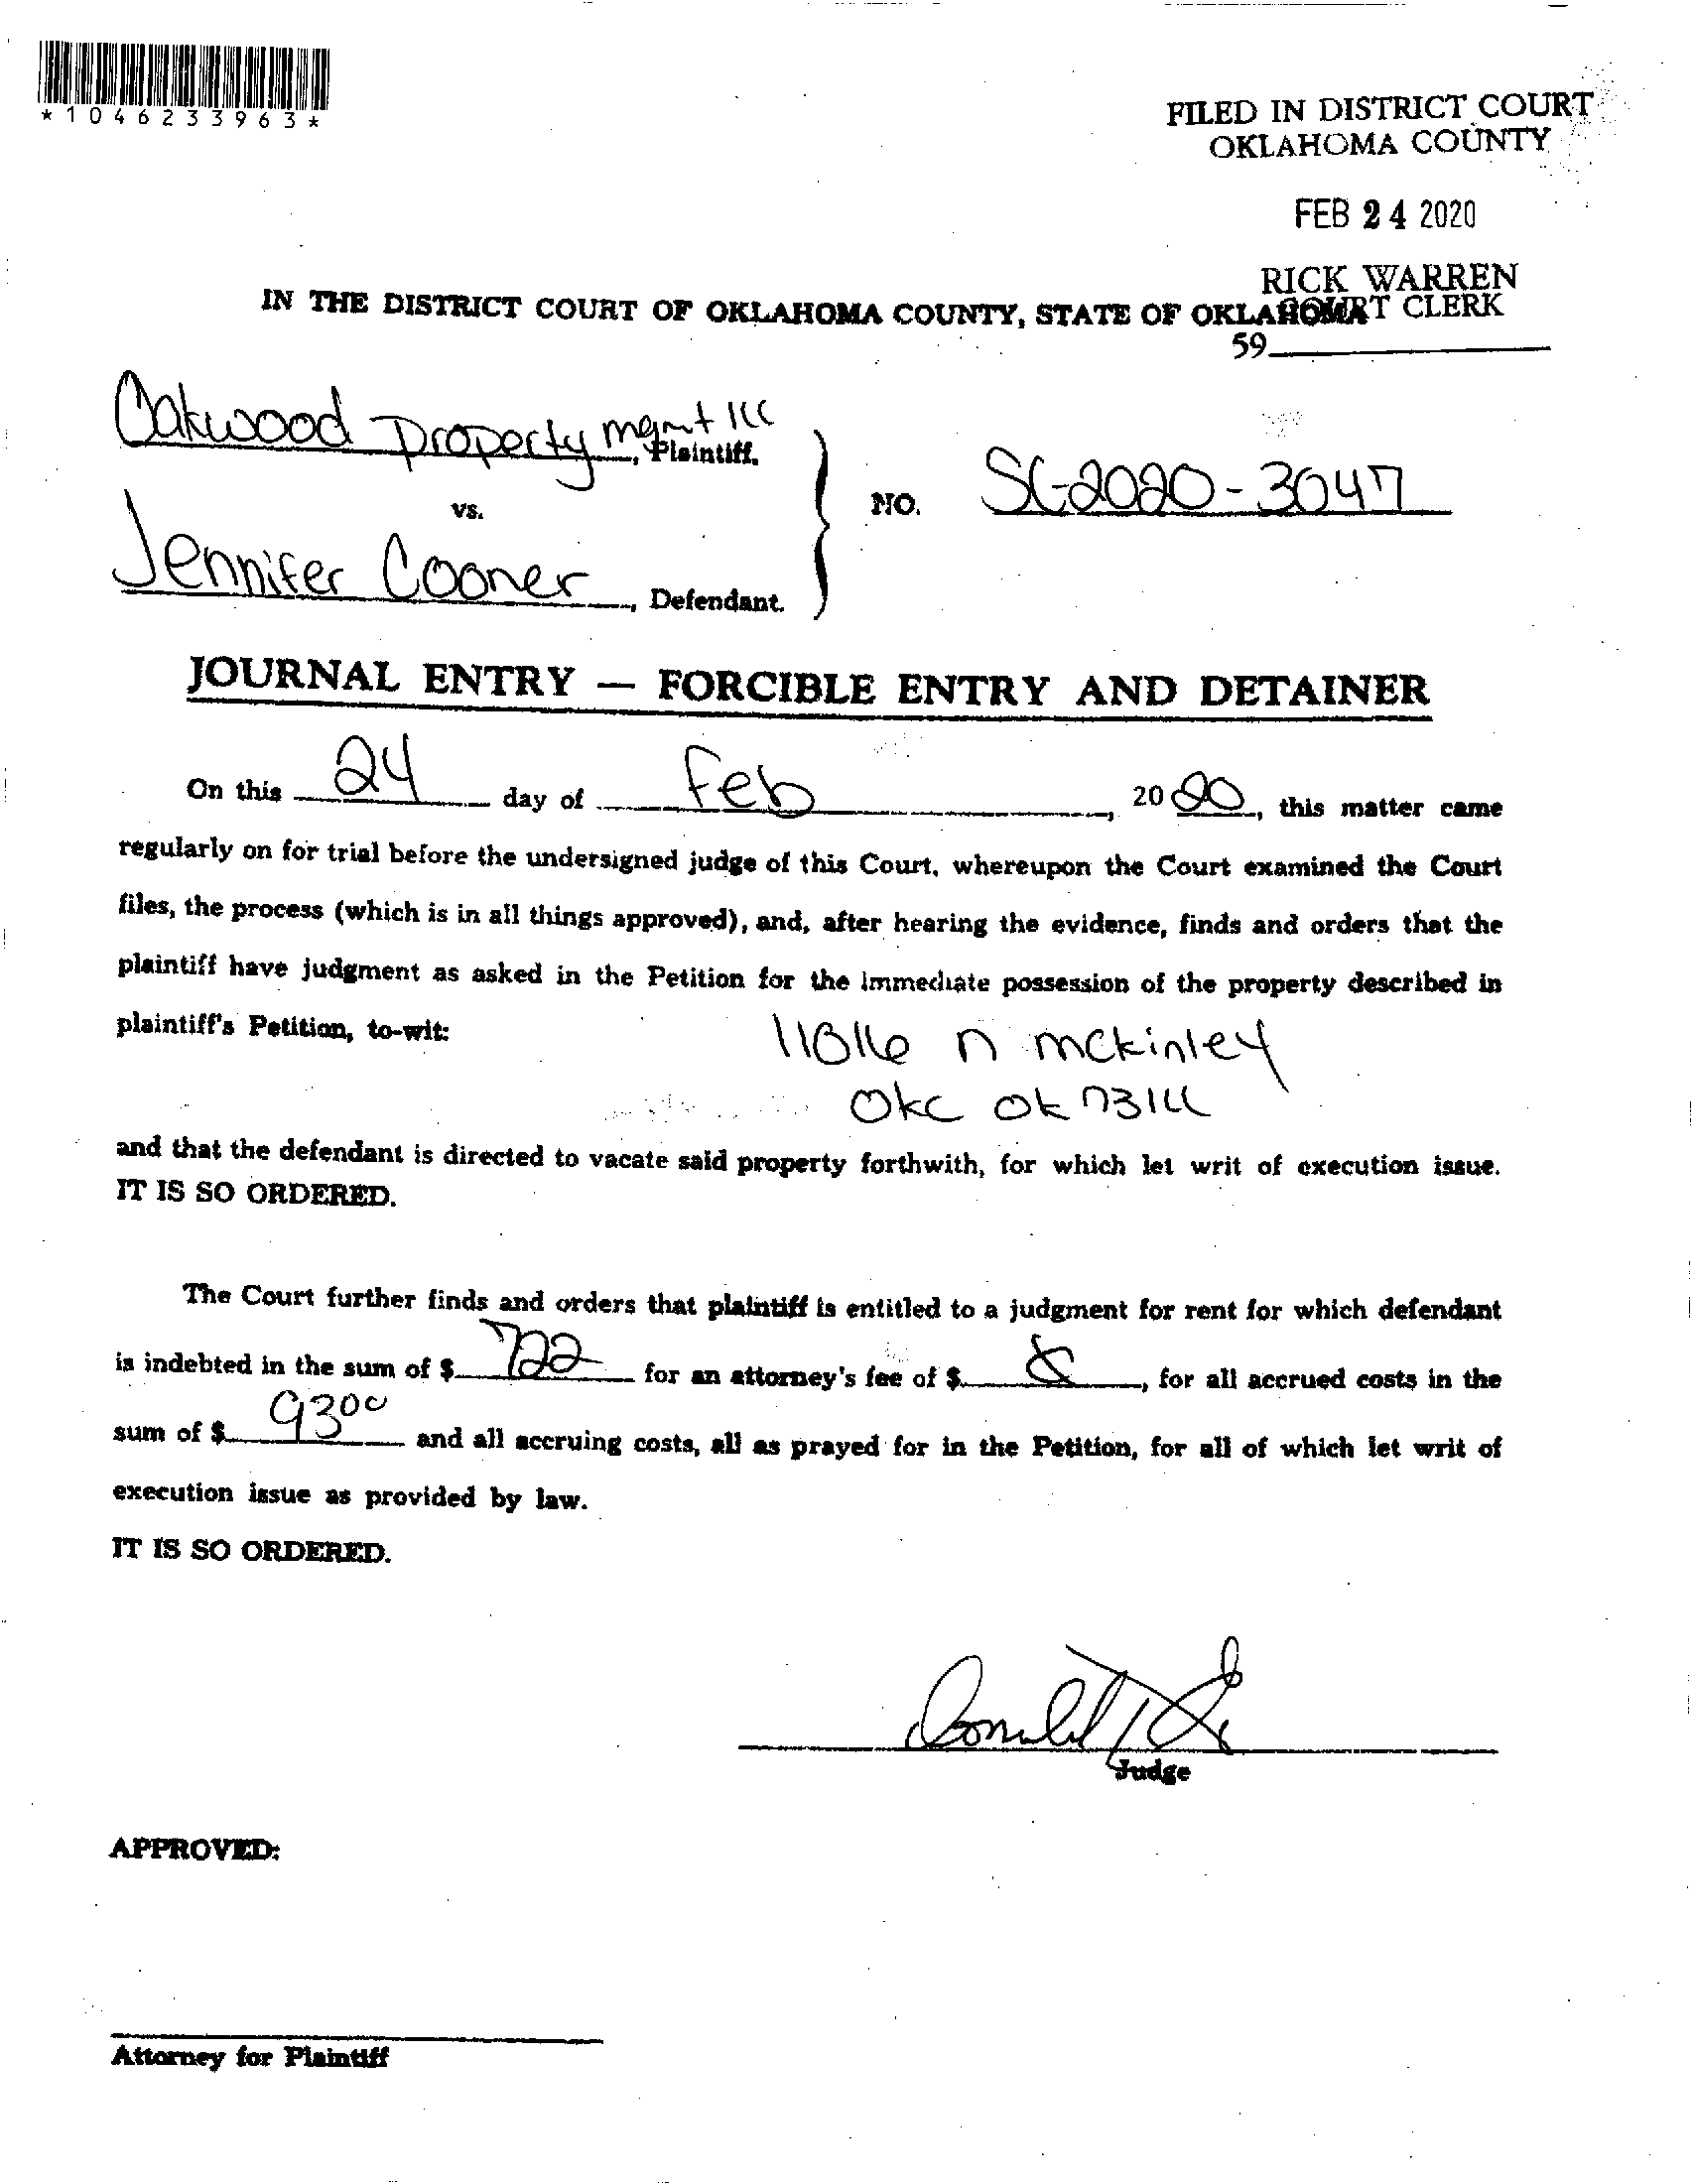 *1046233963*
FILED IN DISTRICT COURT
OKLAHOMA COUNTY
FEB 24 2020
RICK WARREN
COURT CLERK
IN THE DISTRICT COURT OF OKLAHOMA COUNTY, STATE OF OKLAHOMA
59
Oakwood property mgmt llc
, Plaintiff,
vs.
NO. SC-2020-3047
Jennifer Cooner
, Defendant.
JOURNAL ENTRY — FORCIBLE ENTRY AND DETAINER
On this 24 day of Feb, 2020, this matter came
regularly on for trial before the undersigned judge of this Court, whereupon the Court examined the Court
files, the process (which is in all things approved), and, after hearing the evidence, finds and orders that the
plaintiff have judgment as asked in the Petition for the immediate possession of the property described in
plaintiff's Petition, to-wit:
n mckinley
Okc Ok
and that the defendant is directed to vacate said property forthwith, for which let writ of execution issue.
IT IS SO ORDERED.
The Court further finds and orders that plaintiff is entitled to a judgment for rent for which defendant
is indebted in the sum of $ 722 for an attorney's fee of $ , for all accrued costs in the
sum of $ 9300 and all accruing costs, all as prayed for in the Petition, for all of which let writ of
execution issue as provided by law.
IT IS SO ORDERED.
Judge
APPROVED:
Attorney for Plaintiff